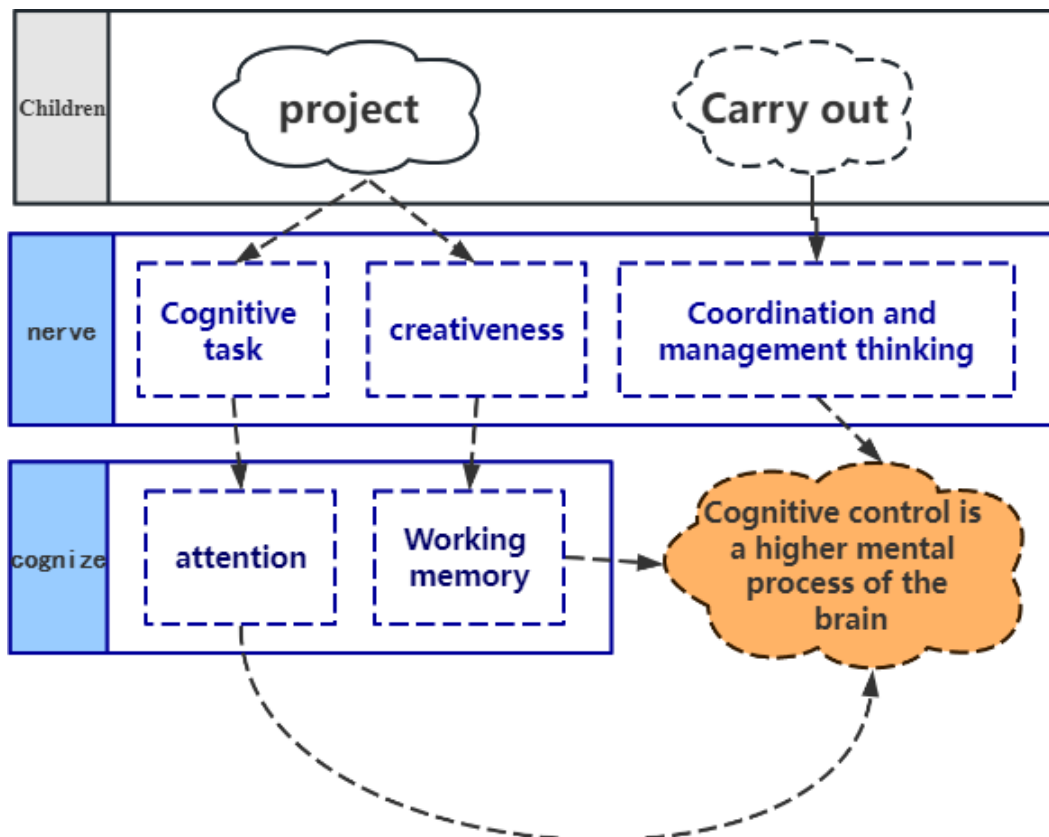 Children
project
Carry out
nerve
Cognitive
task
creativeness
Coordination and
management thinking
cognize
attention
Working
memory
Cognitive control is
a higher mental
process of the
brain